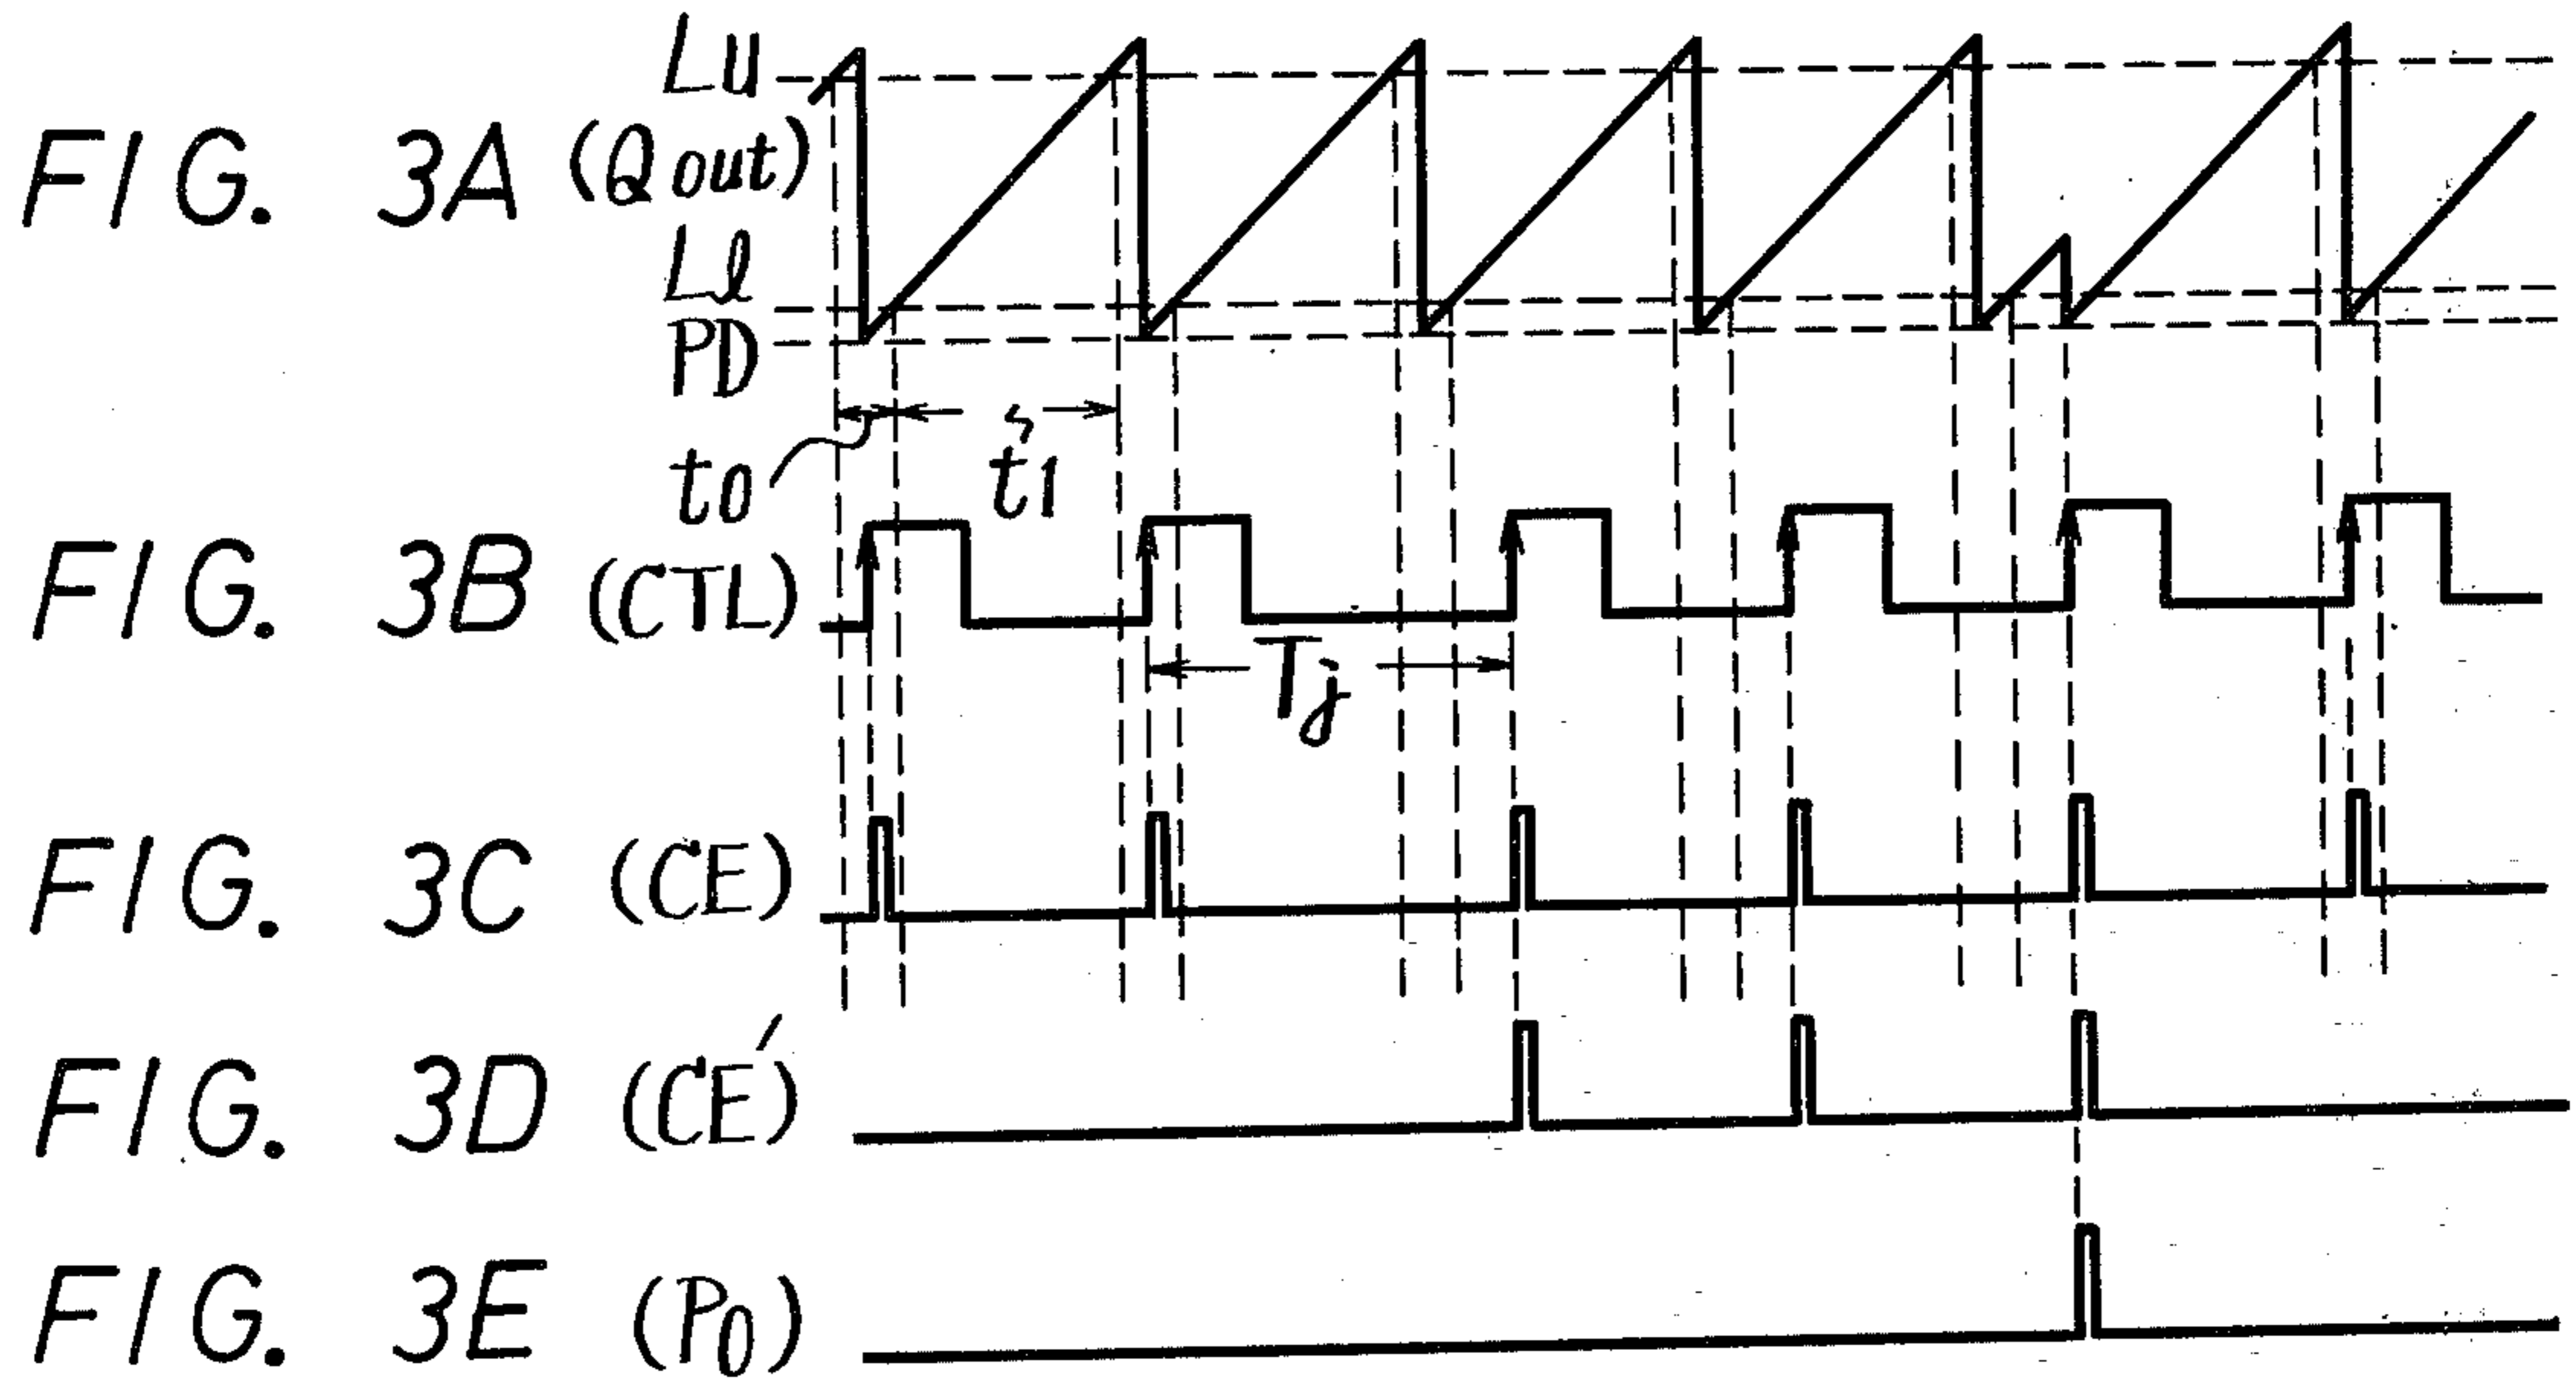 Lu
FIG. 3A (Qout)
Ll
PD
t0 t1
FIG. 3B (CTL)
Tj
FIG. 3C (CE)
FIG. 3D (CE')
FIG. 3E (P0)